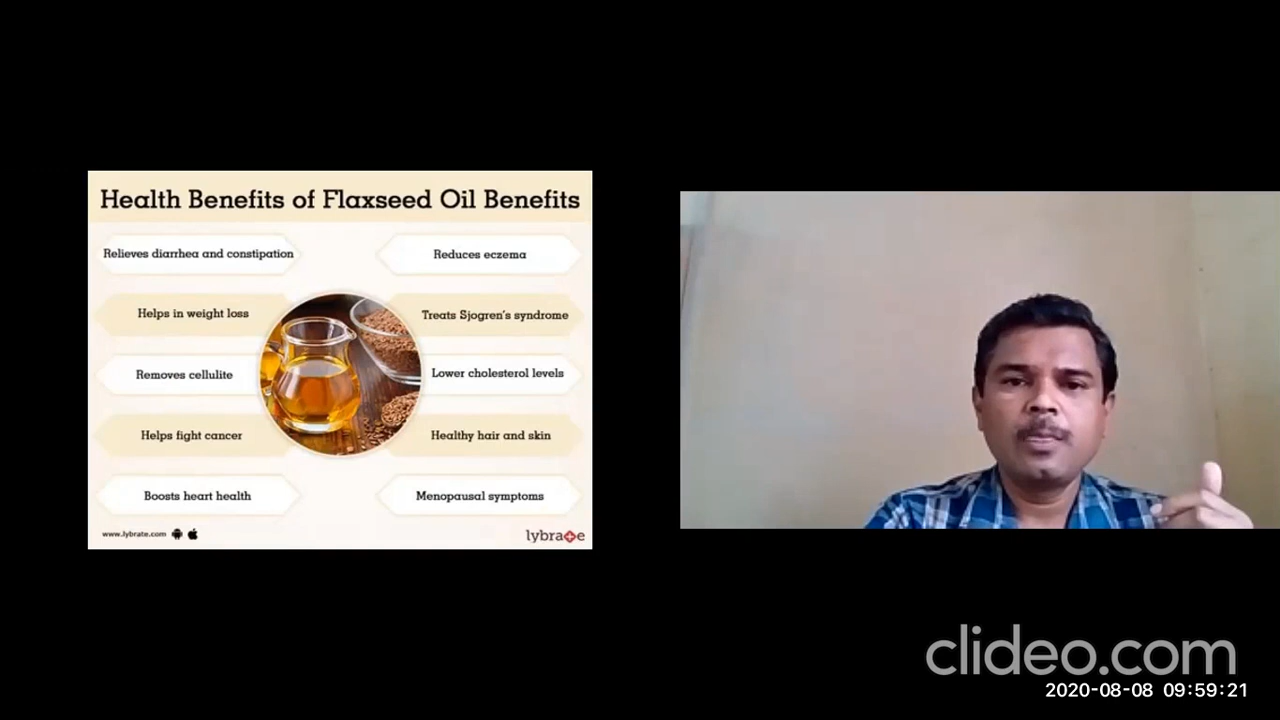 Health Benefits of Flaxseed Oil Benefits
Relieves diarrhea and constipation
Reduces eczema
Helps in weight loss
Treats Sjogren's syndrome
Removes cellulite
Lower cholesterol levels
Helps fight cancer
Healthy hair and skin
Boosts heart health
Menopausal symptoms
www.lybrate.com
lybrate
clideo.com
2020-08-08 09:59:21